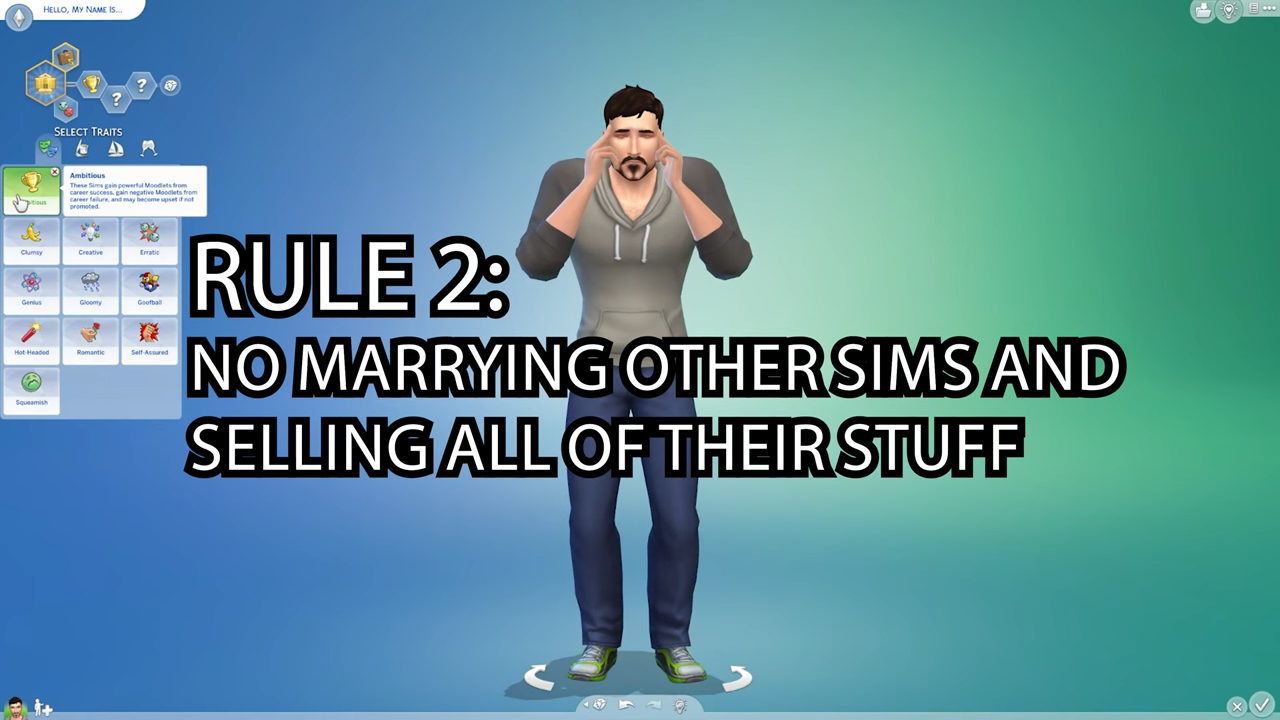 Hello, My Name Is...
Select Traits
Ambitious
These Sims gain powerful Moodlets from
career success, gain negative Moodlets from
career failure, and may become upset if not
promoted.
Clumsy
Creative
Erratic
Genius
Gloomy
Goofball
Hot-Headed
Romantic
Self-Assured
Squeamish
RULE 2:
NO MARRYING OTHER SIMS AND
SELLING ALL OF THEIR STUFF